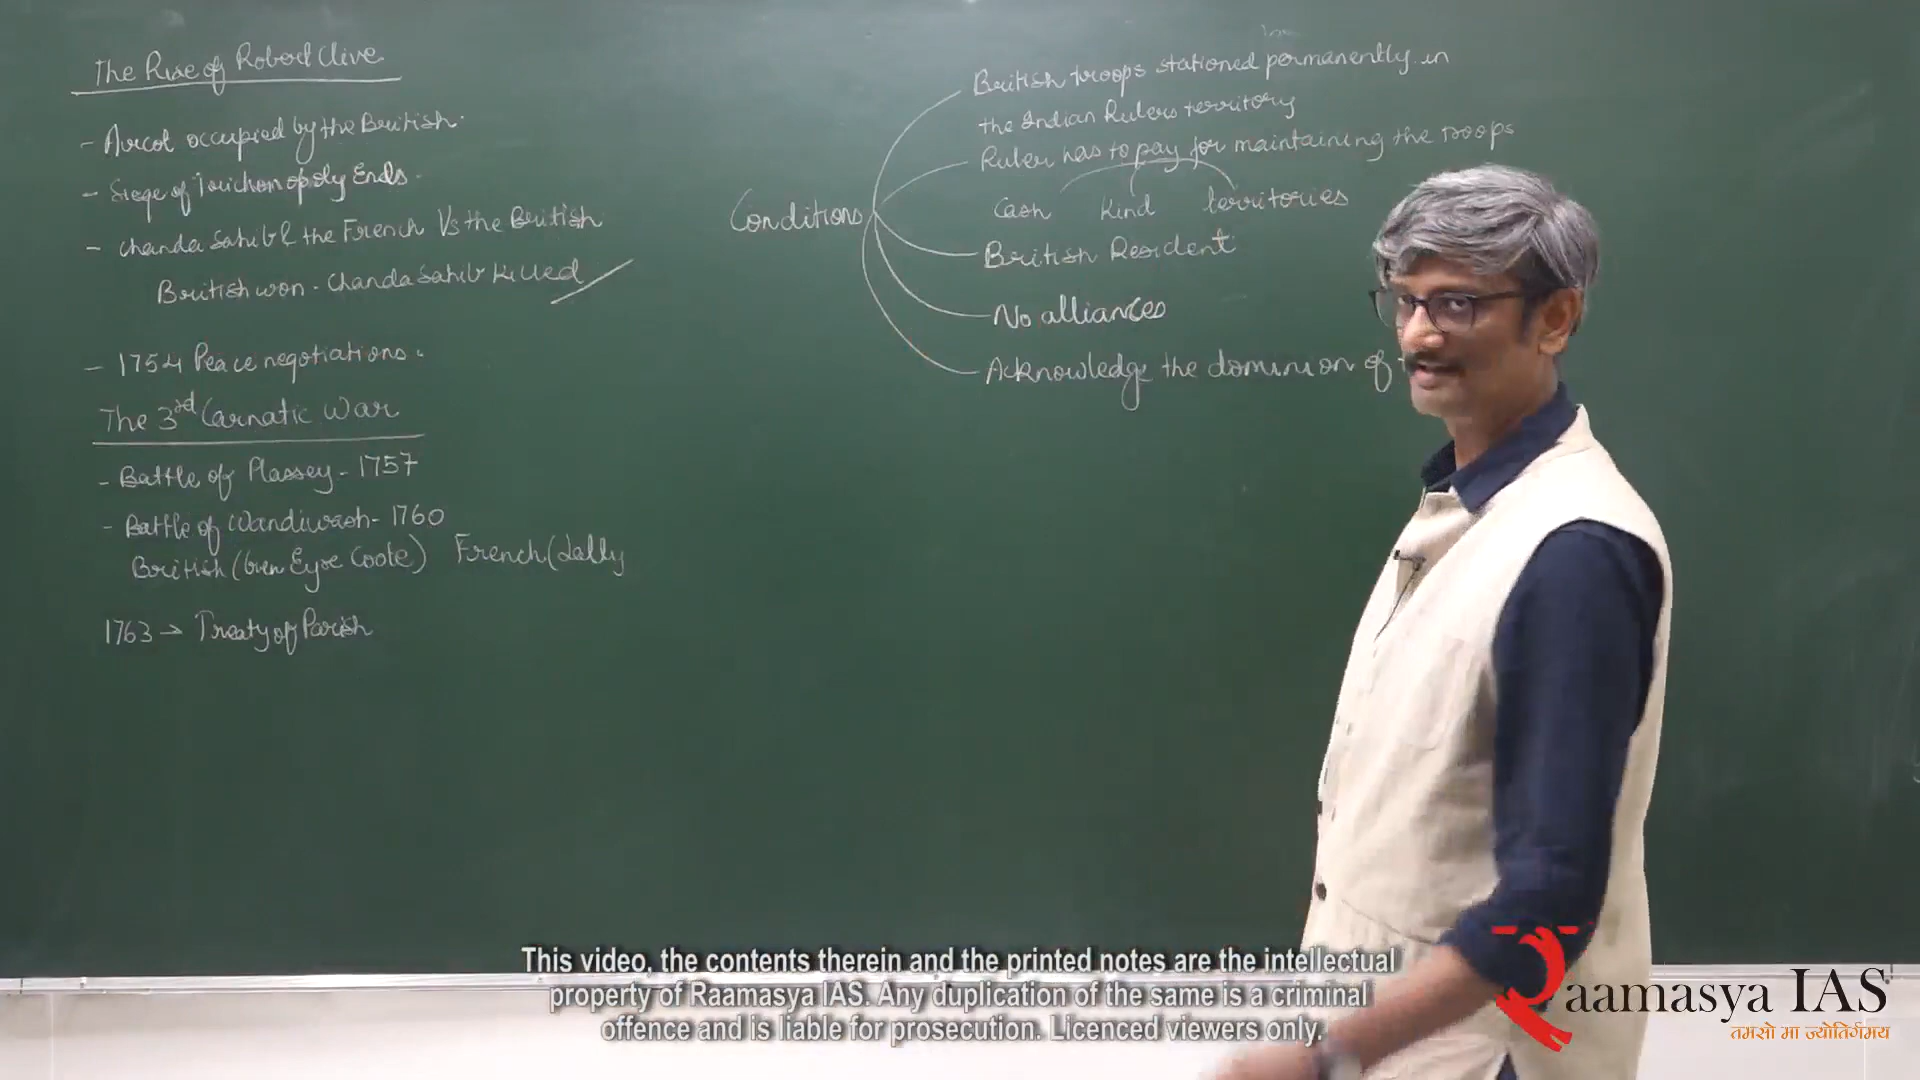 The Rise of Robert Clive
- Arcot occupied by the British.
- Siege of Trichonopoly Ends.
- Chanda Sahib & the French Vs the British
British won - Chanda Sahib Killed
- 1754 Peace negotiations.
The 3rd Carnatic War
- Battle of Plassey - 1757
- Battle of Wandiwash - 1760
British (Gen Eyre Coote) French (Lally
1763 → Treaty of Parish
Conditions
British troops stationed permanently in
the Indian Rulers territory
Ruler has to pay for maintaining the troops
Cash Kind territories
British Resident
No alliances
Acknowledge the dominion of
This video, the contents therein and the printed notes are the intellectual
property of Raamasya IAS. Any duplication of the same is a criminal
offence and is liable for prosecution. Licenced viewers only.
Raamasya IAS
तमसो मा ज्योतिर्गमय